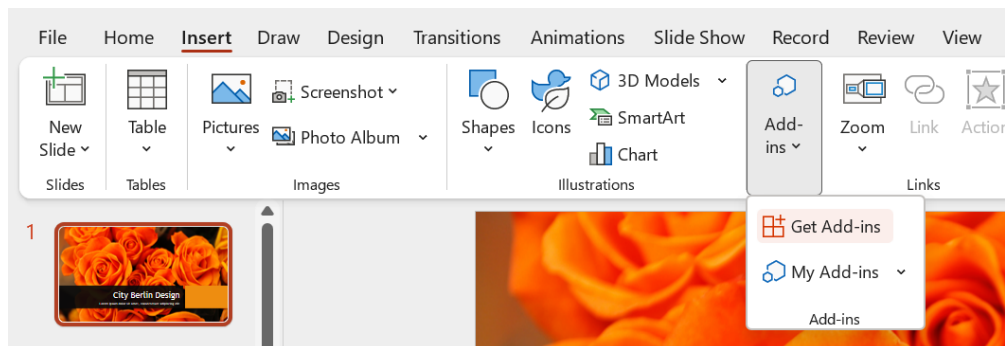 File Home Insert Draw Design Transitions Animations Slide Show Record Review View
New
Slide
Slides
Table
Tables
Pictures
Screenshot
Photo Album
Images
Shapes
Icons
3D Models
SmartArt
Chart
Illustrations
Add-
ins
Get Add-ins
My Add-ins
Add-ins
Zoom
Link
Action
Links
1
City Berlin Design